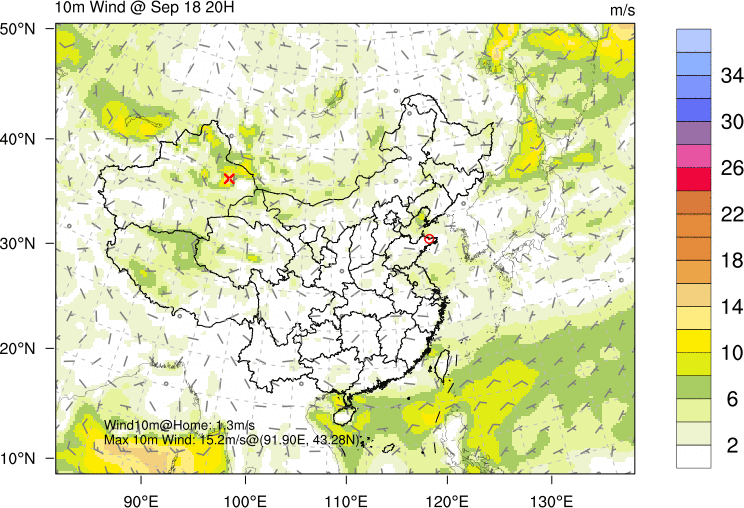 10m Wind @ Sep 18 20H
m/s
50°N
40°N
30°N
20°N
10°N
34
30
26
22
18
14
10
6
2
Wind10m@Home: 1.3m/s
Max 10m Wind: 15.2m/s@(91.90E, 43.28N)
90°E
100°E
110°E
120°E
130°E